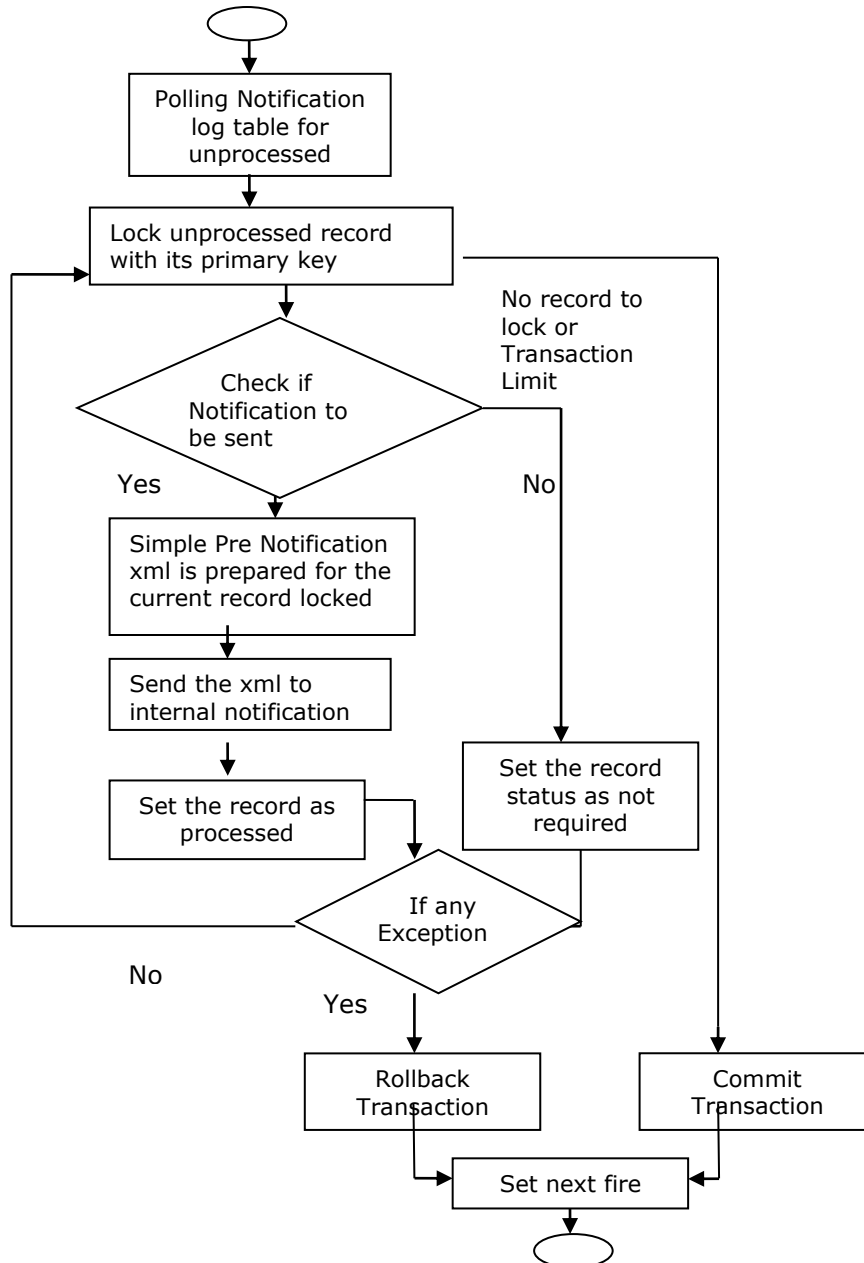 Polling Notification
log table for
unprocessed
Lock unprocessed record
with its primary key
No record to
lock or
Transaction
Limit
Check if
Notification to
be sent
Yes
No
Simple Pre Notification
xml is prepared for the
current record locked
Send the xml to
internal notification
Set the record as
processed
Set the record
status as not
required
If any
Exception
No
Yes
Rollback
Transaction
Commit
Transaction
Set next fire